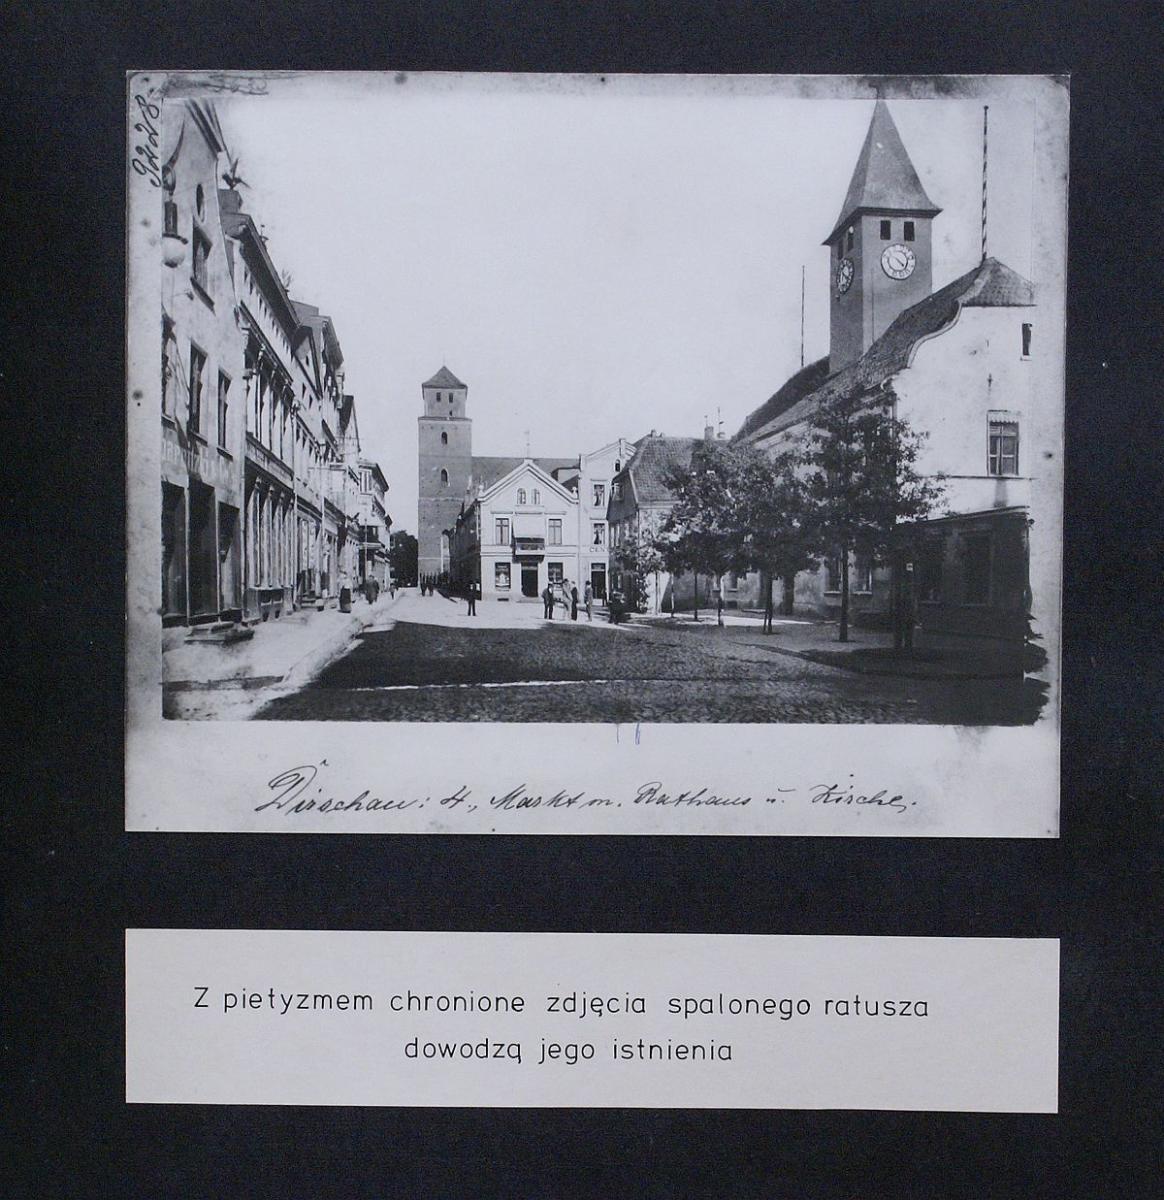 9228
Dirschau: 4., Markt m. Rathaus u. Kirche.
Z pietyzmem chronione zdjęcia spalonego ratusza
dowodzą jego istnienia